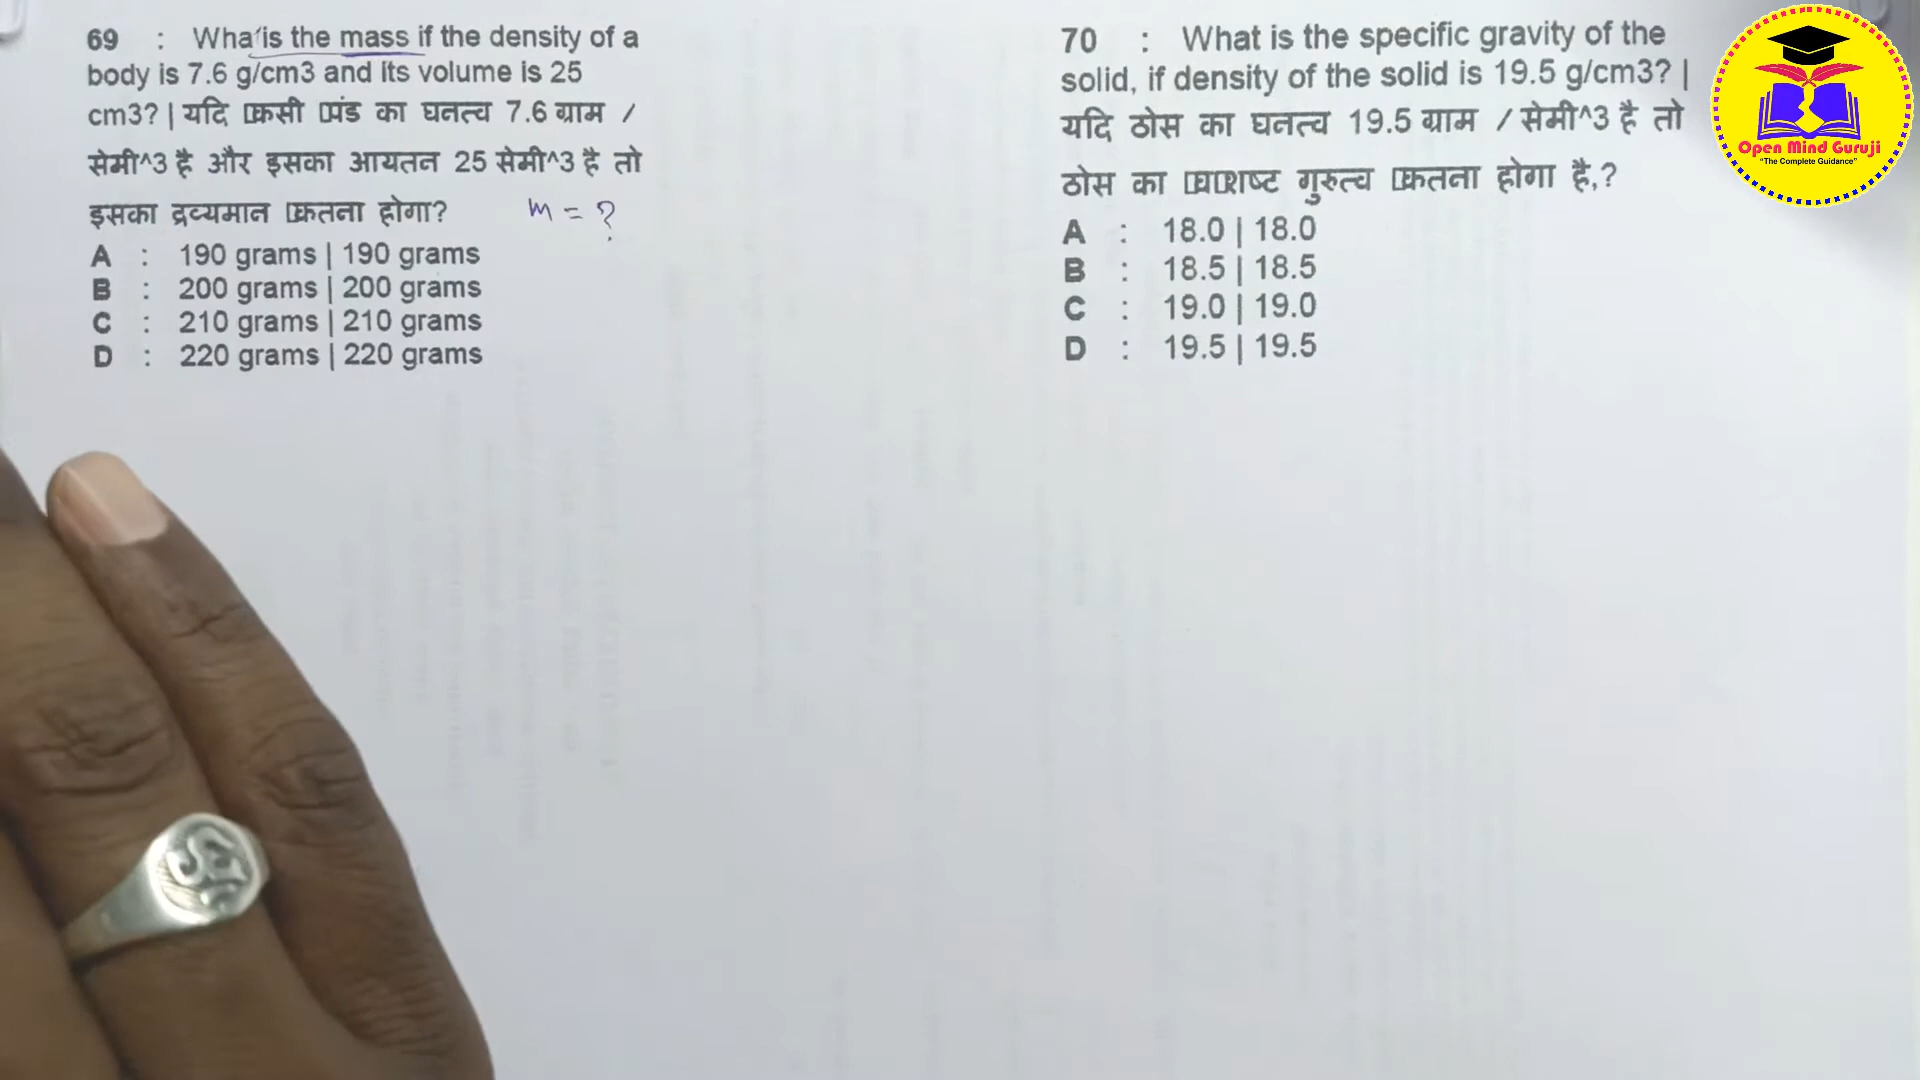 69 : Wha is the mass if the density of a
body is 7.6 g/cm3 and its volume is 25
cm3? | यदि कसी पंड का घनत्व 7.6 ग्राम /
सेमी^3 है और इसका आयतन 25 सेमी^3 है तो
इसका द्रव्यमान कतना होगा?
m = ?
A : 190 grams | 190 grams
B : 200 grams | 200 grams
C : 210 grams | 210 grams
D : 220 grams | 220 grams
70 : What is the specific gravity of the
solid, if density of the solid is 19.5 g/cm3? |
यदि ठोस का घनत्व 19.5 ग्राम / सेमी^3 है तो
ठोस का गुरुत्व कतना होगा है,?
A : 18.0 | 18.0
B : 18.5 | 18.5
C : 19.0 | 19.0
D : 19.5 | 19.5
Open Mind Guruji
"The Complete Guidance"